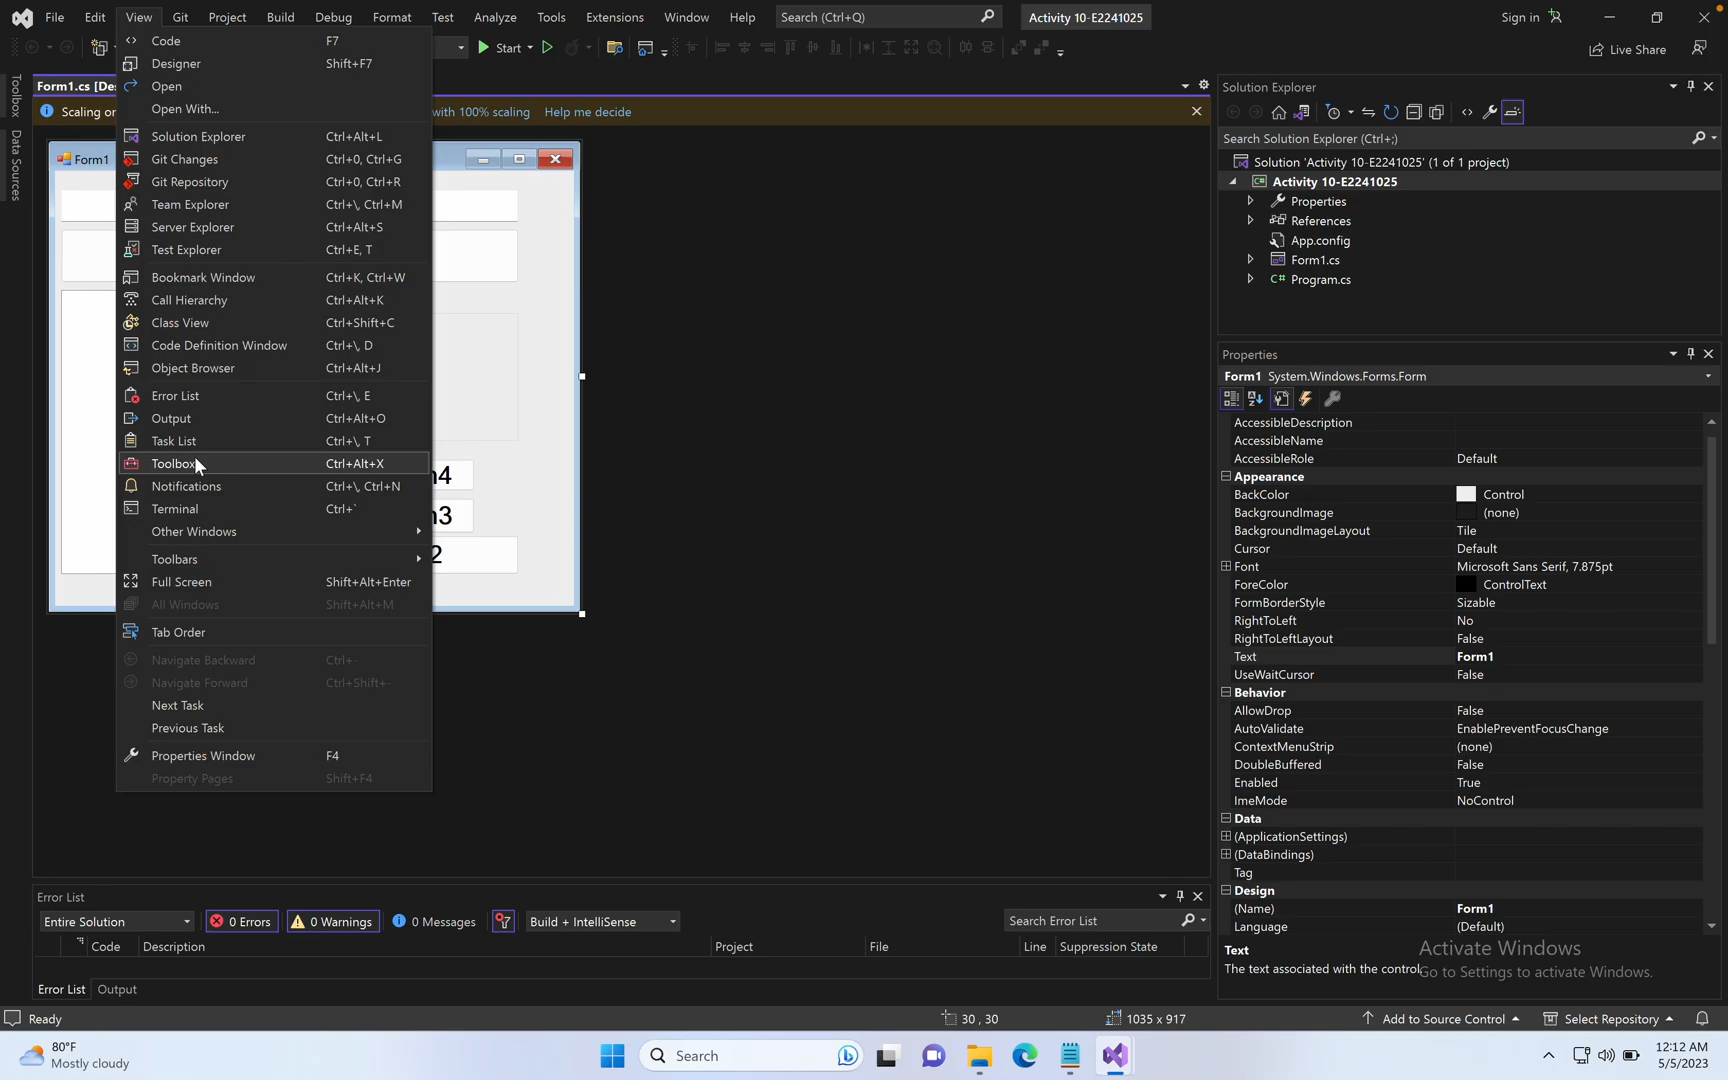 File Edit View Git Project Build Debug Format Test Analyze Tools Extensions Window Help Search (Ctrl+Q) Activity 10-E2241025 Sign in
Start Live Share
Toolbox
Data Sources
Form1.cs [Des
Scaling on with 100% scaling Help me decide
Form1
n4
n3
2
Code F7
Designer Shift+F7
Open
Open With...
Solution Explorer Ctrl+Alt+L
Git Changes Ctrl+0, Ctrl+G
Git Repository Ctrl+0, Ctrl+R
Team Explorer Ctrl+\, Ctrl+M
Server Explorer Ctrl+Alt+S
Test Explorer Ctrl+E, T
Bookmark Window Ctrl+K, Ctrl+W
Call Hierarchy Ctrl+Alt+K
Class View Ctrl+Shift+C
Code Definition Window Ctrl+\, D
Object Browser Ctrl+Alt+J
Error List Ctrl+\, E
Output Ctrl+Alt+O
Task List Ctrl+\, T
Toolbox Ctrl+Alt+X
Notifications Ctrl+\, Ctrl+N
Terminal Ctrl+`
Other Windows
Toolbars
Full Screen Shift+Alt+Enter
All Windows Shift+Alt+M
Tab Order
Navigate Backward Ctrl+-
Navigate Forward Ctrl+Shift+-
Next Task
Previous Task
Properties Window F4
Property Pages Shift+F4
Solution Explorer
Search Solution Explorer (Ctrl+;)
Solution 'Activity 10-E2241025' (1 of 1 project)
Activity 10-E2241025
Properties
References
App.config
Form1.cs
C# Program.cs
Properties
Form1 System.Windows.Forms.Form
AccessibleDescription
AccessibleName
AccessibleRole Default
Appearance
BackColor Control
BackgroundImage (none)
BackgroundImageLayout Tile
Cursor Default
Font Microsoft Sans Serif, 7.875pt
ForeColor ControlText
FormBorderStyle Sizable
RightToLeft No
RightToLeftLayout False
Text Form1
UseWaitCursor False
Behavior
AllowDrop False
AutoValidate EnablePreventFocusChange
ContextMenuStrip (none)
DoubleBuffered False
Enabled True
ImeMode NoControl
Data
(ApplicationSettings)
(DataBindings)
Tag
Design
(Name) Form1
Language (Default)
Text
The text associated with the control.
Activate Windows
Go to Settings to activate Windows.
Error List
Entire Solution 0 Errors 0 Warnings 0 Messages Build + IntelliSense Search Error List
Code Description Project File Line Suppression State
Error List Output
Ready 30 , 30 1035 x 917 Add to Source Control Select Repository
80°F
Mostly cloudy
Search
12:12 AM
5/5/2023